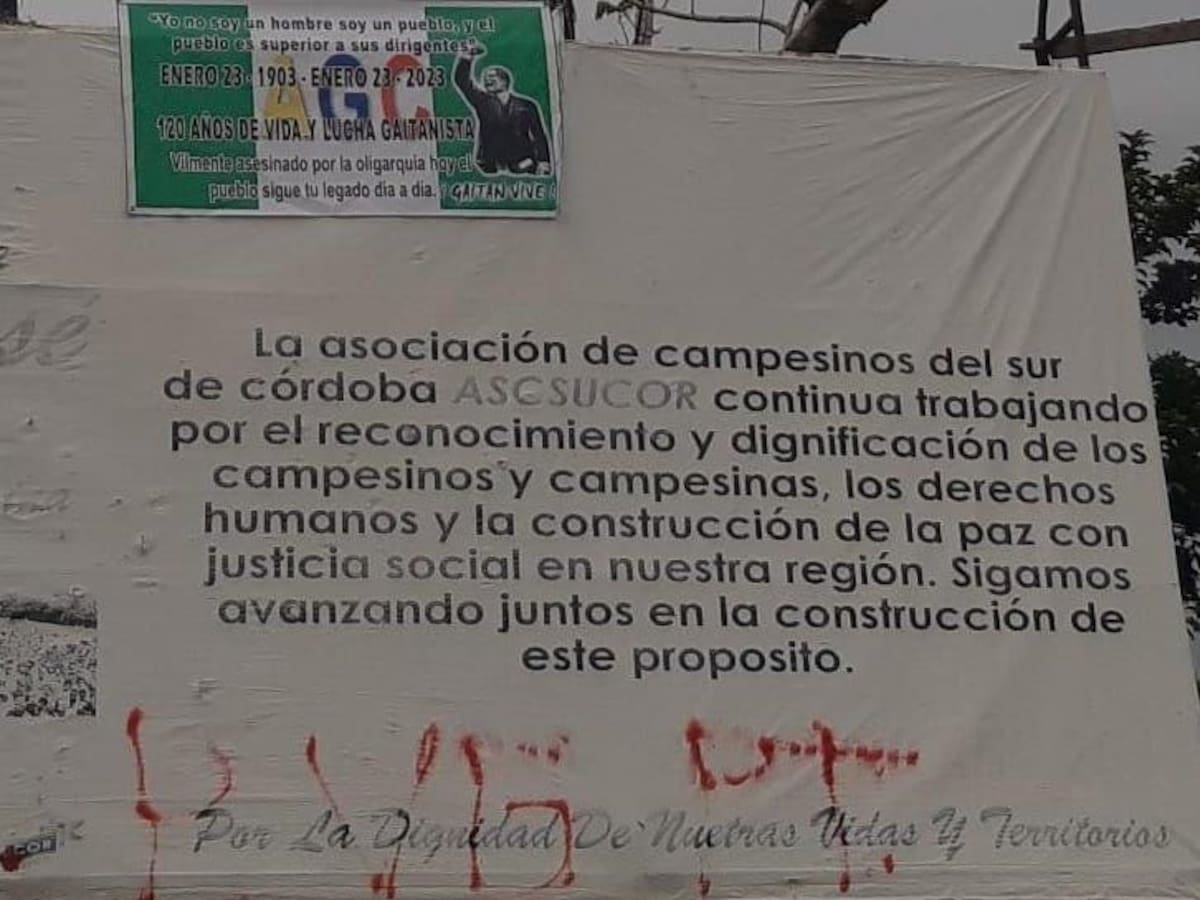 "Yo no soy un hombre soy un pueblo, y el
pueblo es superior a sus dirigentes"
ENERO 23 - 1903 - ENERO 23 - 2023
AGC
120 AÑOS DE VIDA Y LUCHA GAITANISTA
Vilmente asesinado por la oligarquia hoy el
pueblo sigue tu legado dia a dia. ¡GAITAN VIVE!
se
La asociación de campesinos del sur
de córdoba ASCSUCOR continua trabajando
por el reconocimiento y dignificación de los
campesinos y campesinas, los derechos
humanos y la construcción de la paz con
justicia social en nuestra región. Sigamos
avanzando juntos en la construcción de
este proposito.
Por La Dignidad De Nuetras Vidas Y Territorios